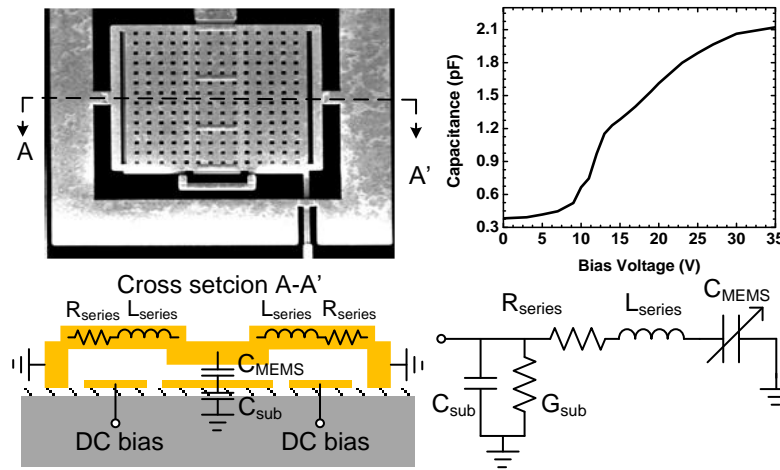 A
A'
2.1
1.8
1.5
1.2
0.9
0.6
0.3
Capacitance (pF)
0 5 10 15 20 25 30 35
Bias Voltage (V)
Cross setcion A-A'
Rseries Lseries
Lseries Rseries
CMEMS
Csub
DC bias
DC bias
Rseries
Lseries
CMEMS
Csub
Gsub